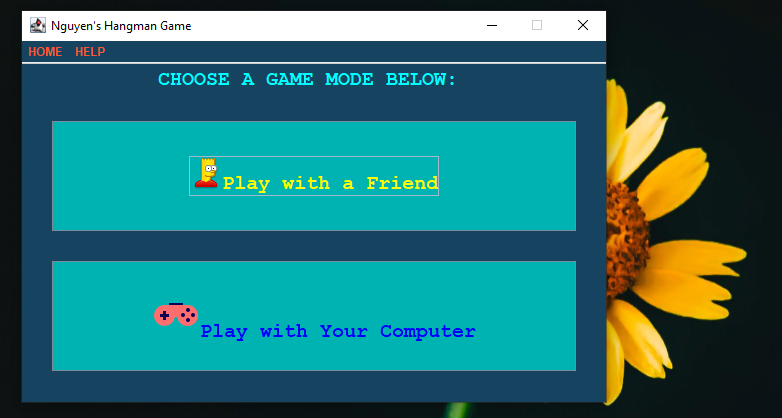 Nguyen's Hangman Game
HOME HELP
CHOOSE A GAME MODE BELOW:
Play with a Friend
Play with Your Computer